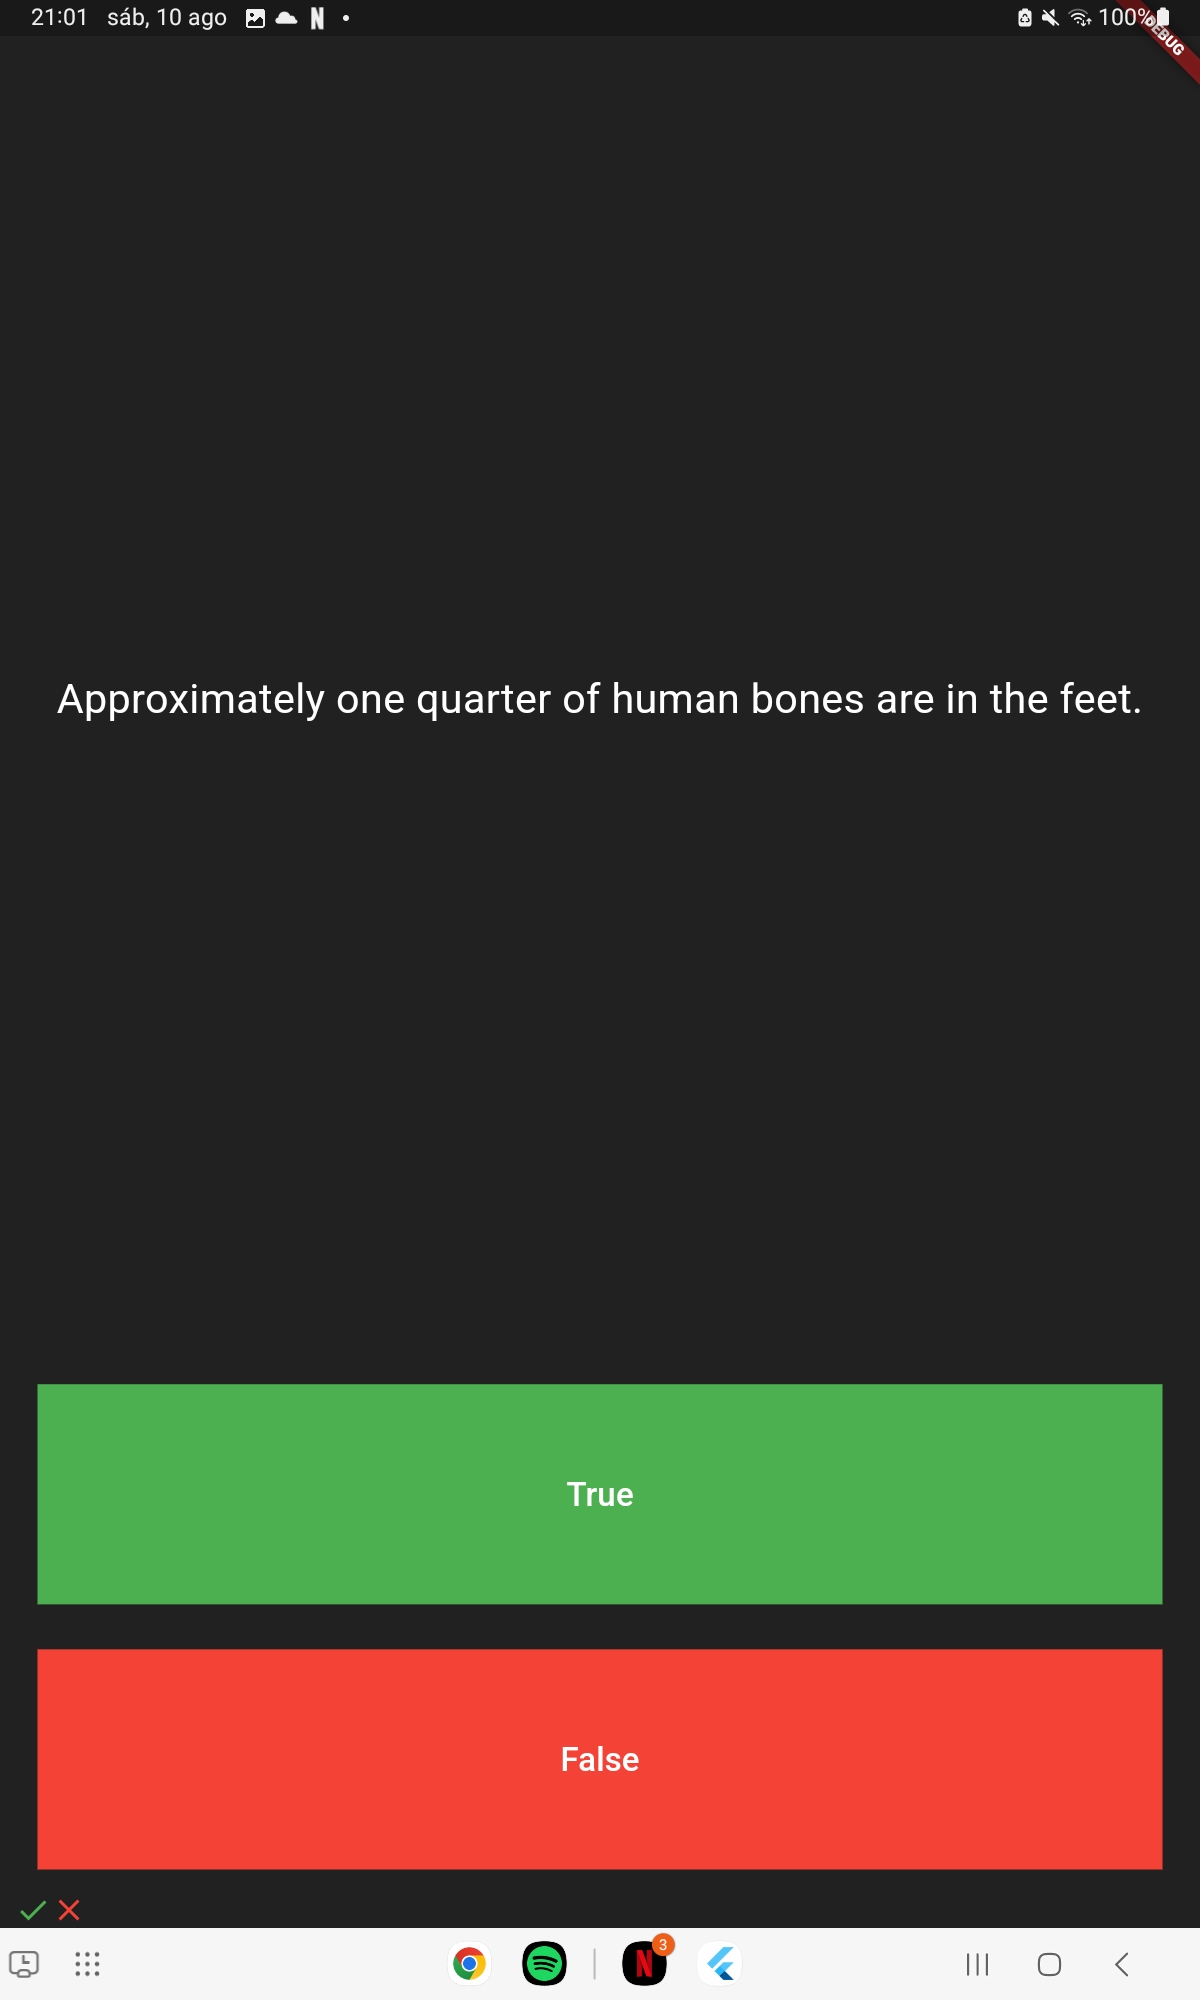 21:01 sáb, 10 ago N • 100%
DEBUG
Approximately one quarter of human bones are in the feet.
True
False
N 3